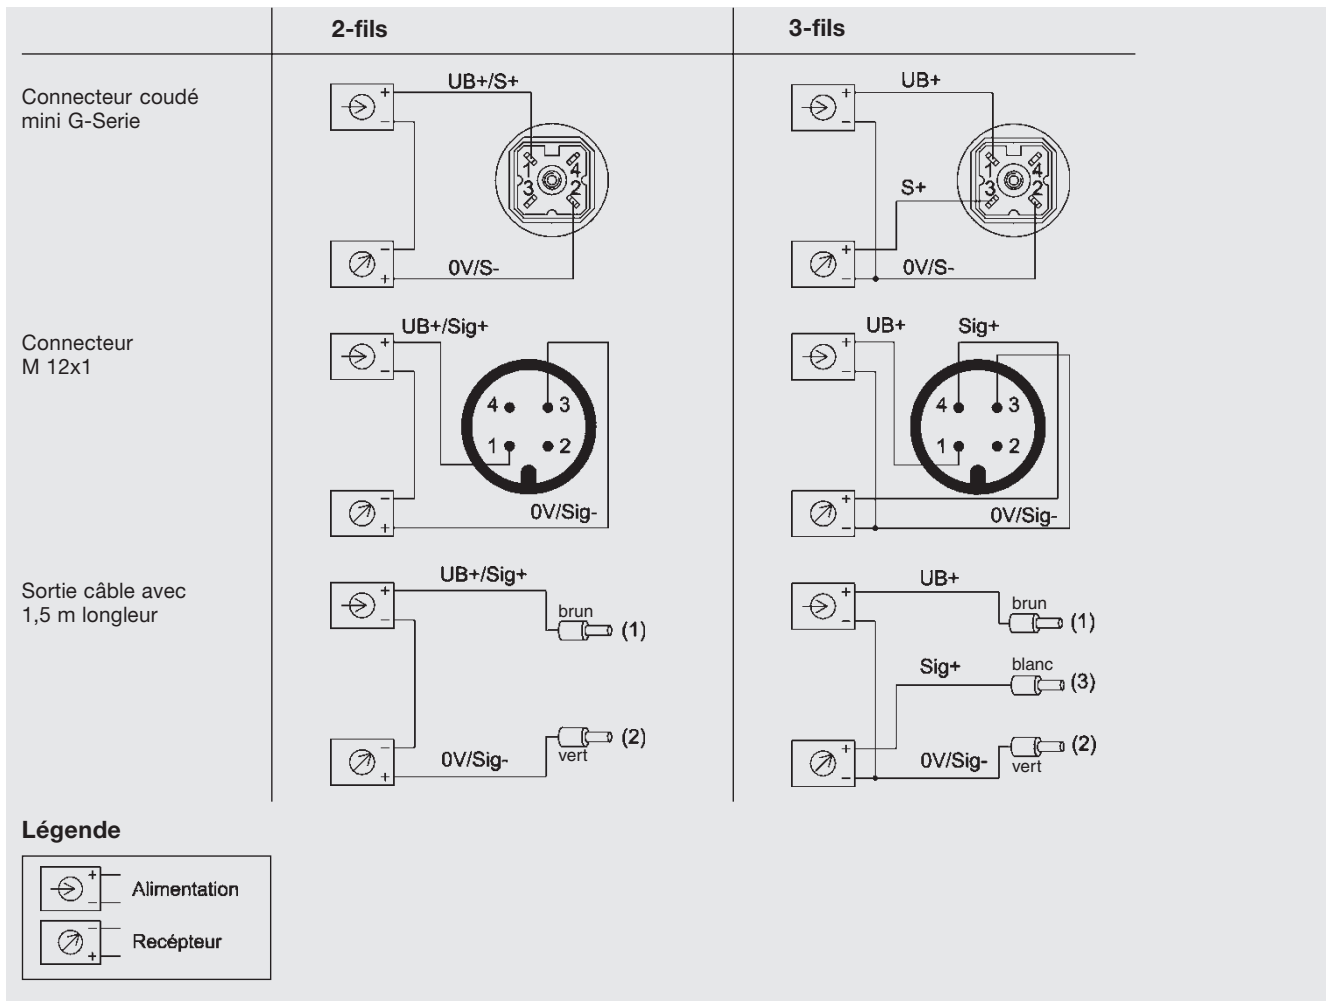 2-fils
3-fils
Connecteur coudé
mini G-Serie
UB+/S+
+
−
1
4
3
2
−
+
0V/S-
UB+
+
−
1
4
3
2
S+
+
−
0V/S-
Connecteur
M 12x1
UB+/Sig+
+
−
4
3
1
2
−
+
0V/Sig-
UB+
Sig+
+
−
4
3
1
2
+
−
0V/Sig-
Sortie câble avec
1,5 m longleur
UB+/Sig+
+
−
brun
(1)
−
+
0V/Sig-
(2)
vert
UB+
+
−
brun
(1)
Sig+
blanc
(3)
+
−
0V/Sig-
(2)
vert
Légende
+
−
Alimentation
−
+
Recépteur